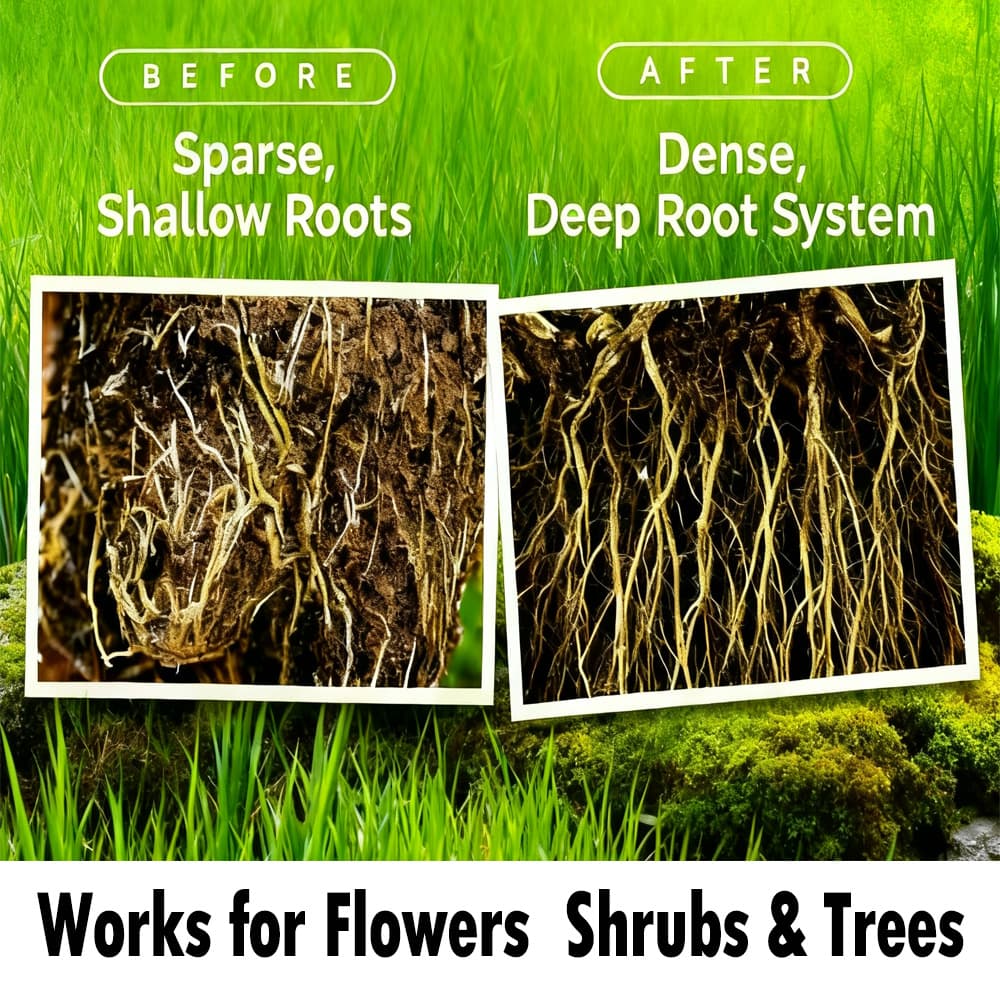 BEFORE
Sparse,
Shallow Roots
AFTER
Dense,
Deep Root System
Works for Flowers Shrubs & Trees